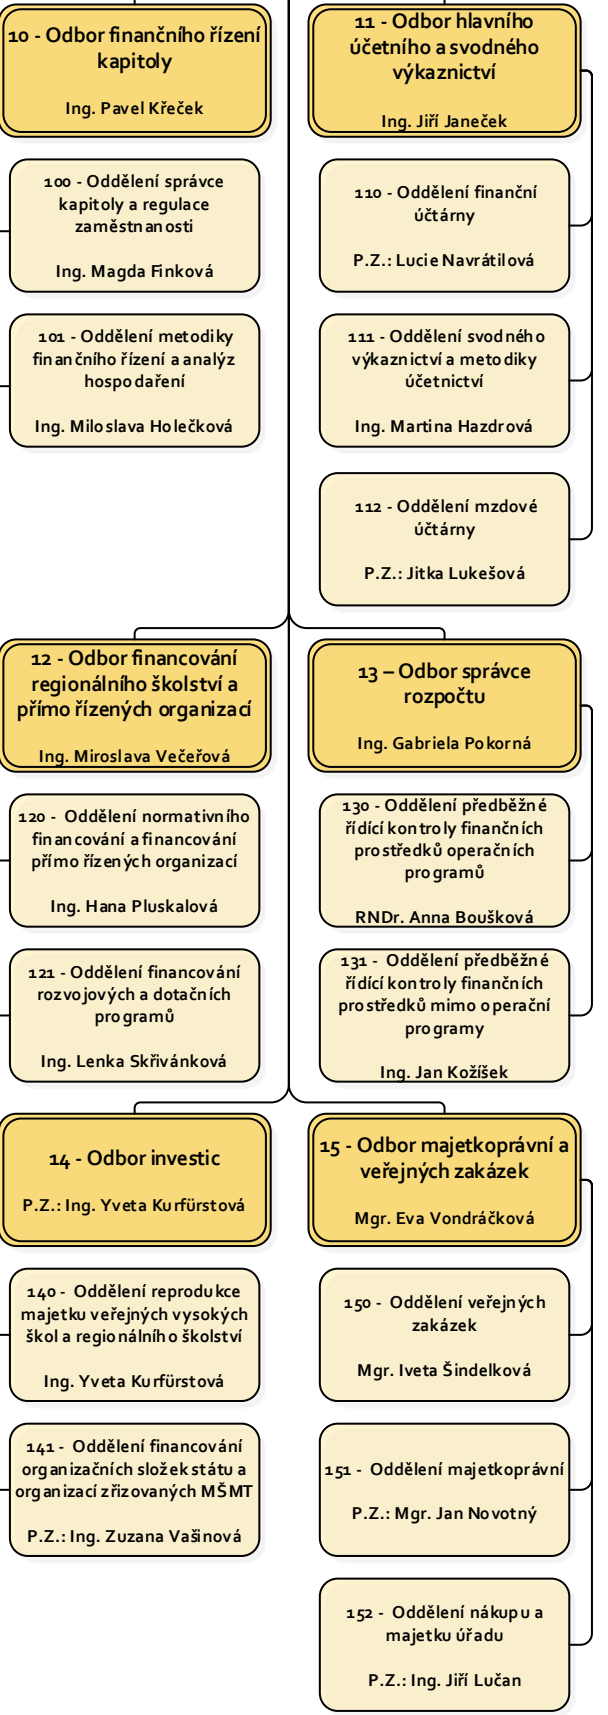 10 - Odbor finančního řízení
kapitoly
Ing. Pavel Křeček
100 - Oddělení správce
kapitoly a regulace
zaměstnanosti
Ing. Magda Finková
101 - Oddělení metodiky
finančního řízení a analýz
hospodaření
Ing. Miloslava Holečková
11 - Odbor hlavního
účetního a svodného
výkaznictví
Ing. Jiří Janeček
110 - Oddělení finanční
účtárny
P.Z.: Lucie Navrátilová
111 - Oddělení svodného
výkaznictví a metodiky
účetnictví
Ing. Martina Hazdrová
112 - Oddělení mzdové
účtárny
P.Z.: Jitka Lukešová
12 - Odbor financování
regionálního školství a
přímo řízených organizací
Ing. Miroslava Večeřová
120 - Oddělení normativního
financování a financování
přímo řízených organizací
Ing. Hana Pluskalová
121 - Oddělení financování
rozvojových a dotačních
programů
Ing. Lenka Skřivánková
13 – Odbor správce
rozpočtu
Ing. Gabriela Pokorná
130 - Oddělení předběžné
řídící kontroly finančních
prostředků operačních
programů
RNDr. Anna Boušková
131 - Oddělení předběžné
řídící kontroly finančních
prostředků mimo operační
programy
Ing. Jan Kožíšek
14 - Odbor investic
P.Z.: Ing. Yveta Kurfürstová
140 - Oddělení reprodukce
majetku veřejných vysokých
škol a regionálního školství
Ing. Yveta Kurfürstová
141 - Oddělení financování
organizačních složek státu a
organizací zřizovaných MŠMT
P.Z.: Ing. Zuzana Vašinová
15 - Odbor majetkoprávní a
veřejných zakázek
Mgr. Eva Vondráčková
150 - Oddělení veřejných
zakázek
Mgr. Iveta Šindelková
151 - Oddělení majetkoprávní
P.Z.: Mgr. Jan Novotný
152 - Oddělení nákupu a
majetku úřadu
P.Z.: Ing. Jiří Lučan